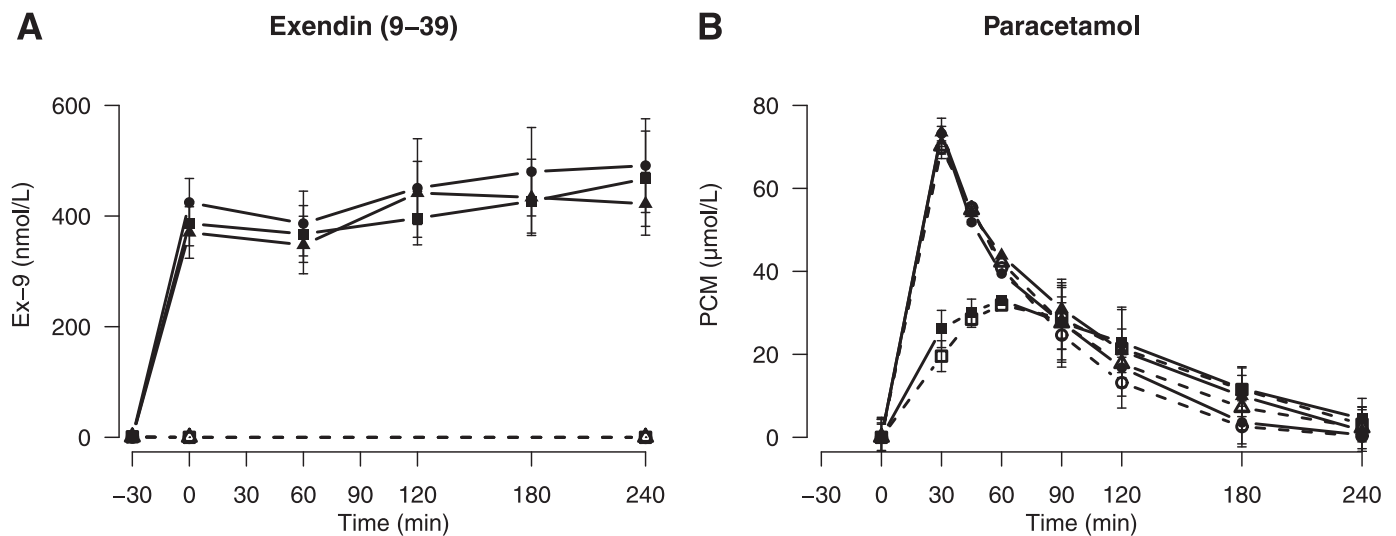 A
Exendin (9–39)
600
400
200
0
Ex–9 (nmol/L)
−30 0 30 60 90 120 180 240
Time (min)
B
Paracetamol
80
60
40
20
0
PCM (µmol/L)
−30 0 30 60 90 120 180 240
Time (min)